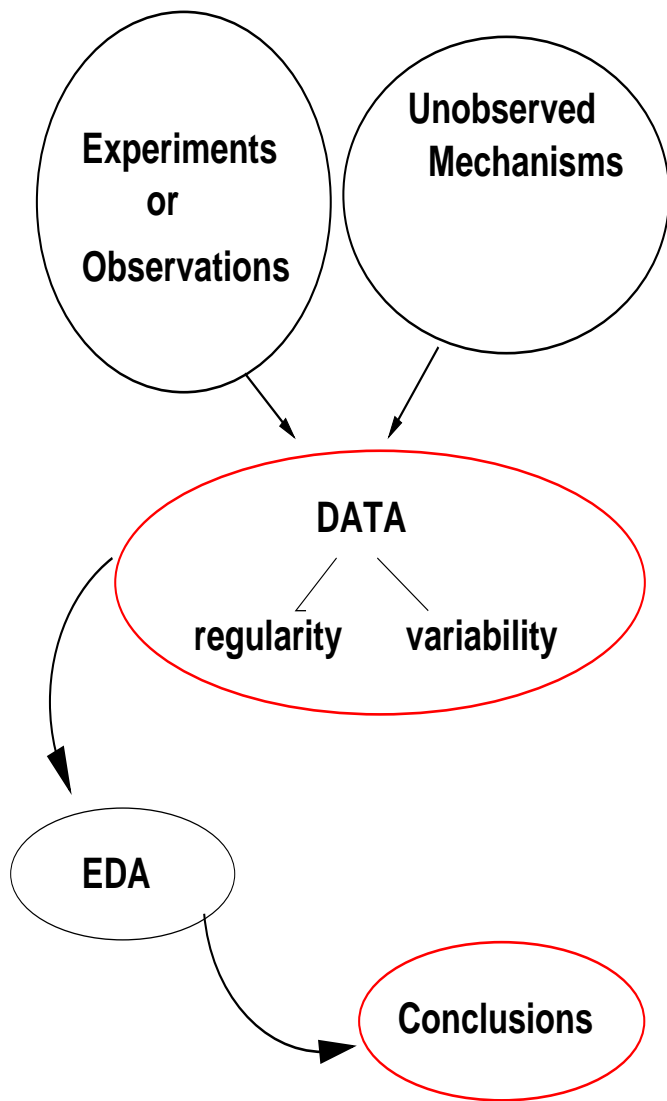 Experiments
or
Observations
Unobserved
Mechanisms
DATA
regularity variability
EDA
Conclusions